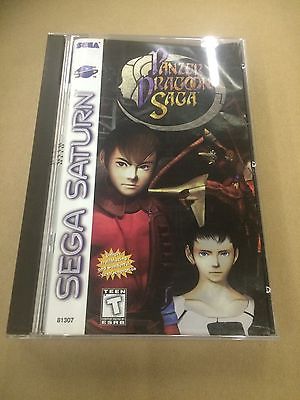 SEGA
PANZER
DRAGOON
SAGA
SEGA SATURN
TEEN
T
ESRB
81307